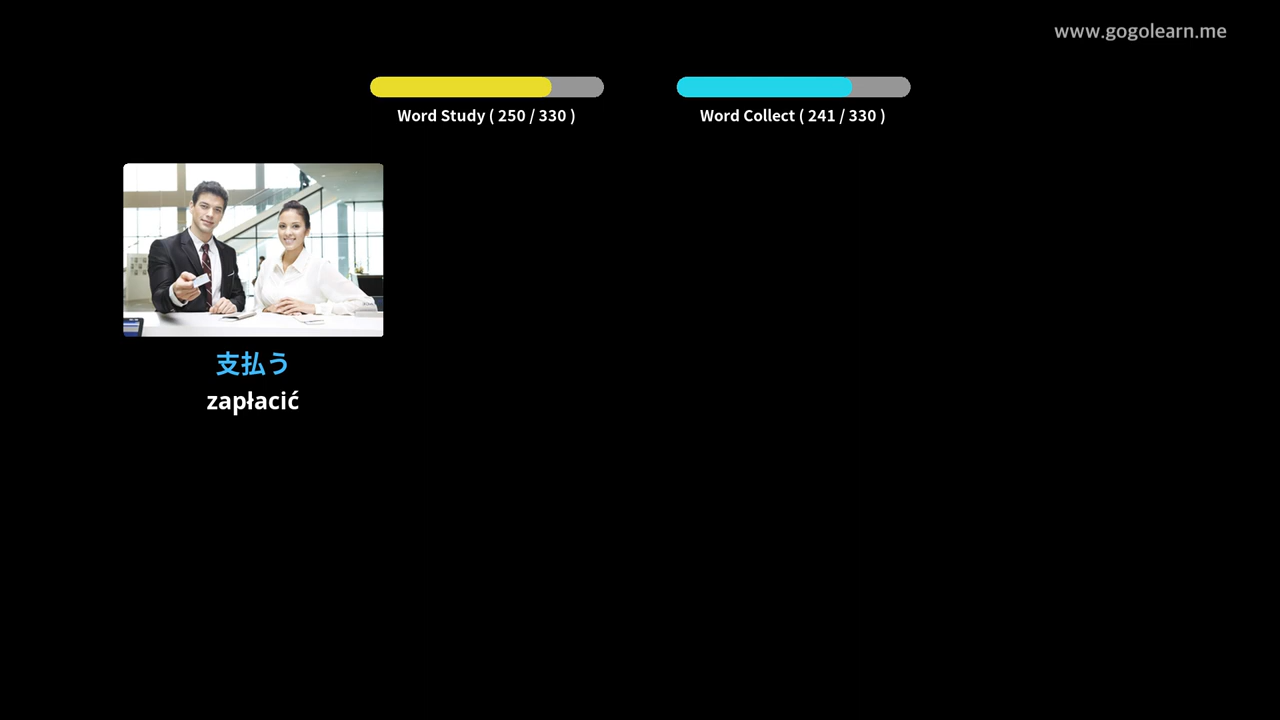 www.gogolearn.me
Word Study ( 250 / 330 )
Word Collect ( 241 / 330 )
支払う
zapłacić